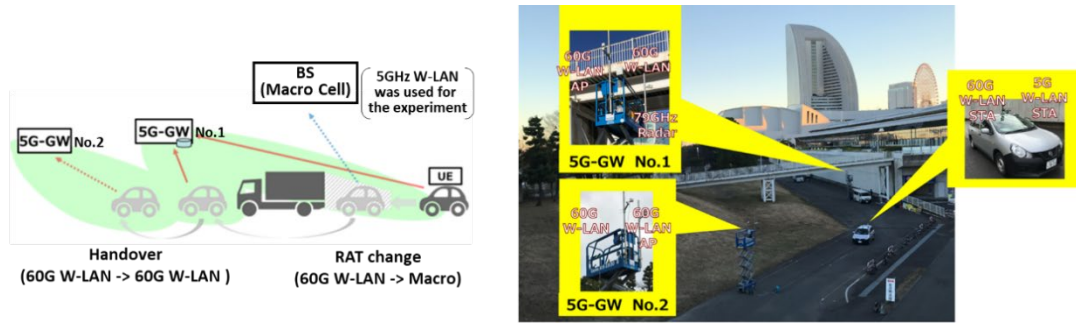 BS
(Macro Cell)
5GHz W-LAN
was used for
the experiment
5G-GW No.2
5G-GW No.1
UE
Handover
(60G W-LAN -> 60G W-LAN )
RAT change
(60G W-LAN -> Macro)
60G
W-LAN
AP
60G
W-LAN
79GHz
Radar
5G-GW No.1
60G
W-LAN
60G
W-LAN
AP
5G-GW No.2
60G
W-LAN
STA
5G
W-LAN
STA